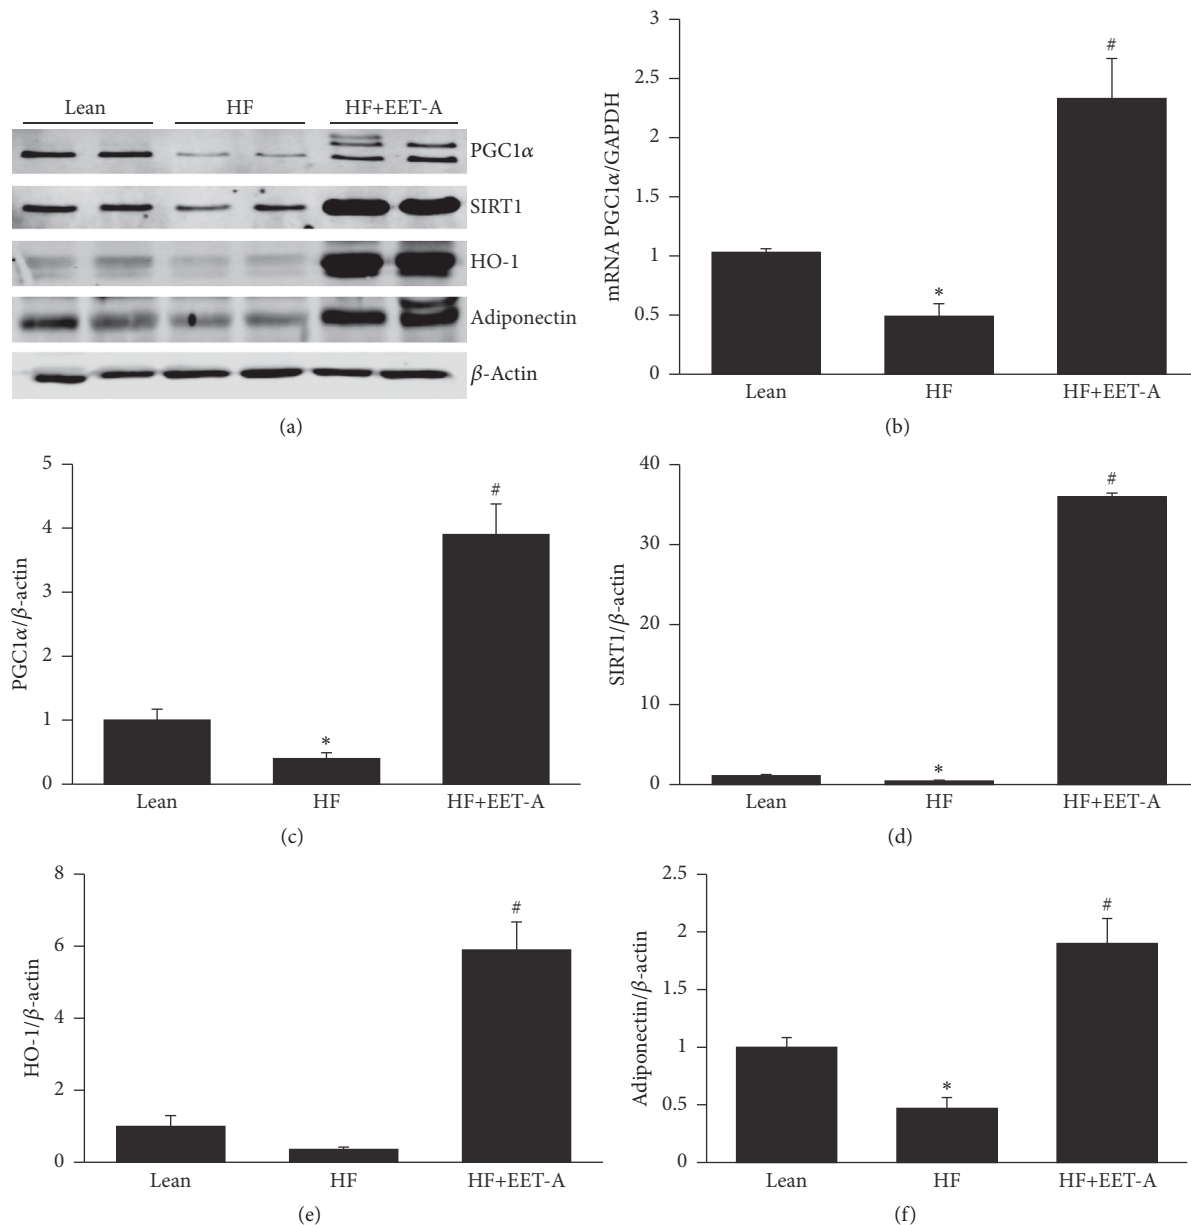 Lean HF HF+EET-A
PGC1α
SIRT1
HO-1
Adiponectin
β-Actin
(a)
mRNA PGC1α/GAPDH
3
2.5
2
1.5
1
0.5
0
#
*
Lean HF HF+EET-A
(b)
PGC1α/β-actin
5
4
3
2
1
0
#
*
Lean HF HF+EET-A
(c)
SIRT1/β-actin
40
30
20
10
0
#
*
Lean HF HF+EET-A
(d)
HO-1/β-actin
8
6
4
2
0
#
Lean HF HF+EET-A
(e)
Adiponectin/β-actin
2.5
2
1.5
1
0.5
0
#
*
Lean HF HF+EET-A
(f)